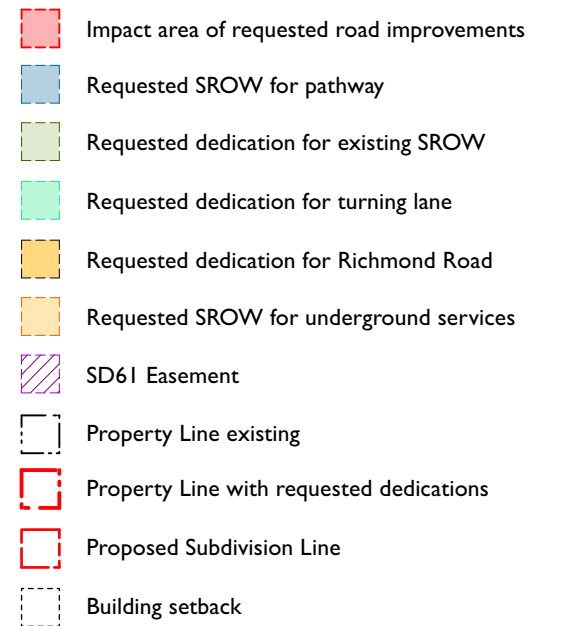 Impact area of requested road improvements
Requested SROW for pathway
Requested dedication for existing SROW
Requested dedication for turning lane
Requested dedication for Richmond Road
Requested SROW for underground services
SD61 Easement
Property Line existing
Property Line with requested dedications
Proposed Subdivision Line
Building setback